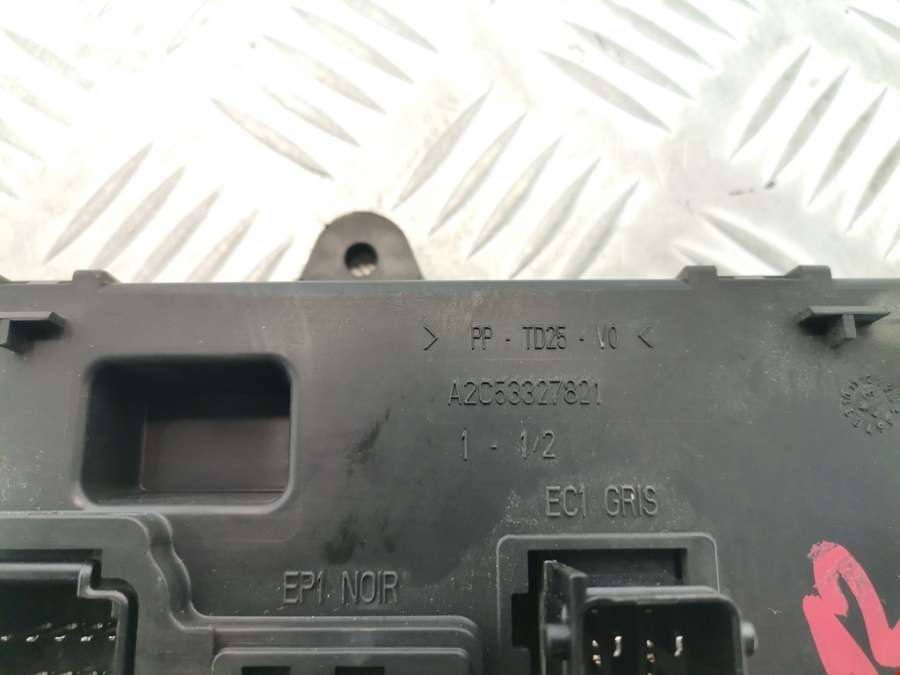 > PP - TD25 - V0 <
A2C53327821
1 - 1/2
EC1 GRIS
EP1 NOIR